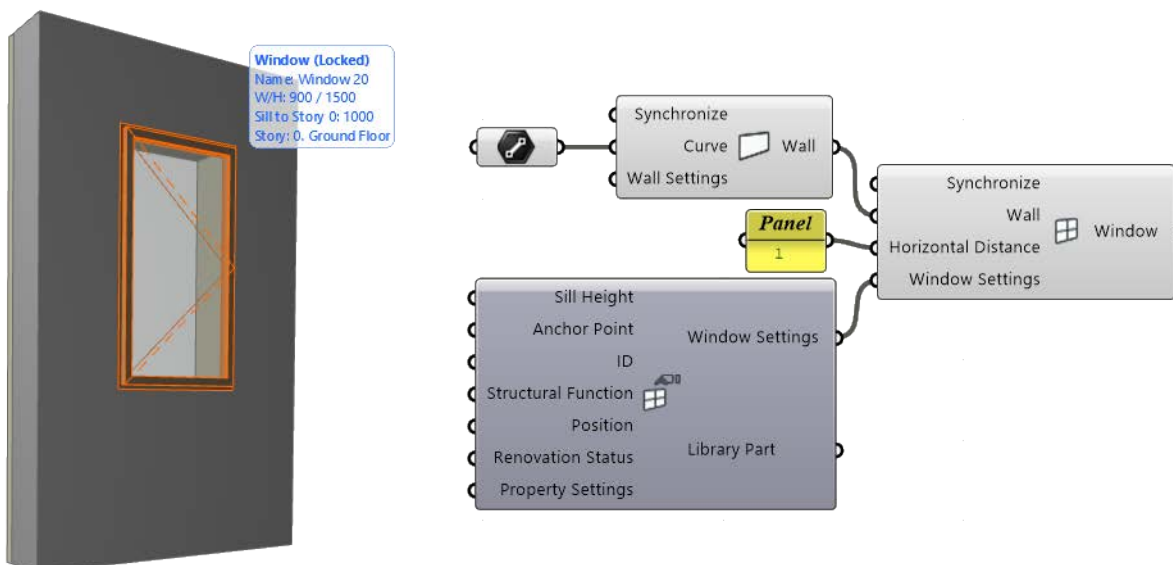 Window (Locked)
Name: Window 20
W/H: 900 / 1500
Sill to Story 0: 1000
Story: 0. Ground Floor
Synchronize
Curve
Wall
Wall Settings
Panel
1
Synchronize
Wall
Horizontal Distance
Window Settings
Window
Sill Height
Anchor Point
ID
Structural Function
Position
Renovation Status
Property Settings
Window Settings
Library Part